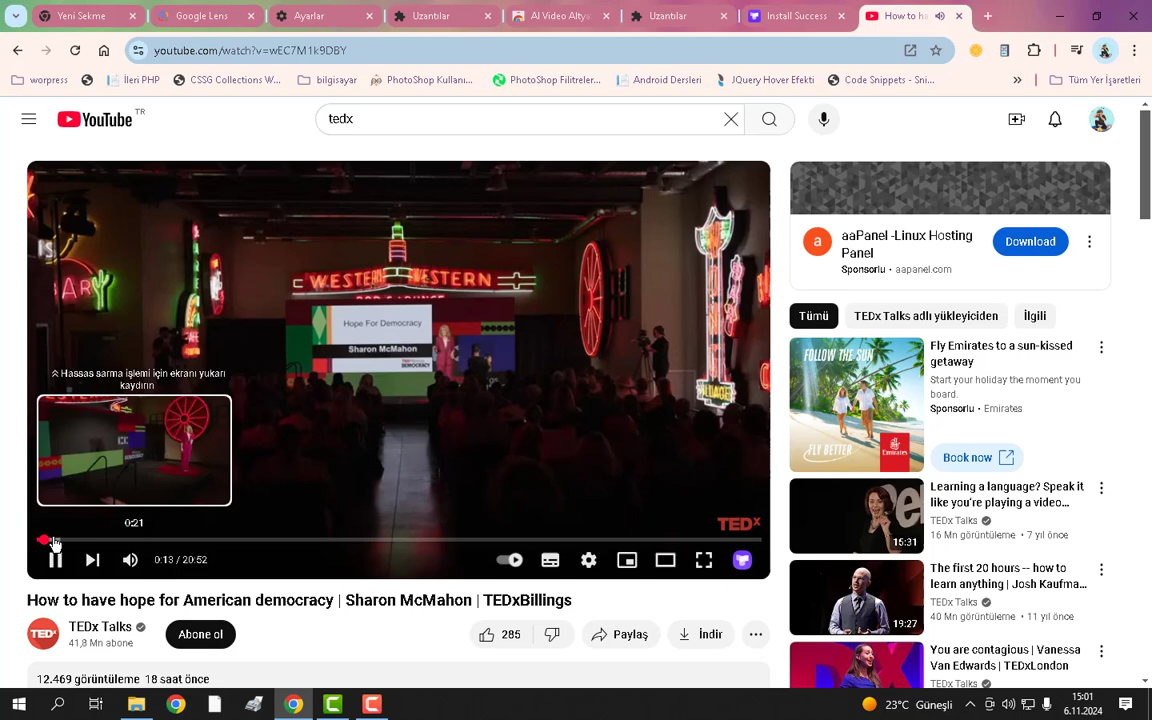 Yeni Sekme
Google Lens
Ayarlar
Uzantılar
AI Video Altya
Uzantılar
Install Success
How to ha
youtube.com/watch?v=wEC7M1k9DBY
worpress
İleri PHP
CSSG Collections W...
bilgisayar
PhotoShop Kullanı...
PhotoShop Filitreler...
Android Dersleri
JQuery Hover Efekti
Code Snippets - Sni...
»
Tüm Yer İşaretleri
YouTube TR
tedx
WESTERN WESTERN
BAR
Hope For Democracy
Sharon McMahon
DEMOCRACY
Hassas sarma işlemi için ekranı yukarı
kaydırın
0:21
TEDx
0:13 / 20:52
How to have hope for American democracy | Sharon McMahon | TEDxBillings
TEDx Talks
41,8 Mn abone
Abone ol
285
Paylaş
İndir
12.469 görüntüleme 18 saat önce
a
aaPanel -Linux Hosting
Panel
Sponsorlu • aapanel.com
Download
Tümü
TEDx Talks adlı yükleyiciden
İlgili
FOLLOW THE SUN
FLY BETTER
Emirates
Fly Emirates to a sun-kissed
getaway
Start your holiday the moment you
board.
Sponsorlu • Emirates
Book now
15:31
Learning a language? Speak it
like you're playing a video...
TEDx Talks
16 Mn görüntüleme • 7 yıl önce
19:27
The first 20 hours -- how to
learn anything | Josh Kaufma...
TEDx Talks
40 Mn görüntüleme • 11 yıl önce
You are contagious | Vanessa
Van Edwards | TEDxLondon
TEDx Talks
23°C Güneşli
15:01
6.11.2024